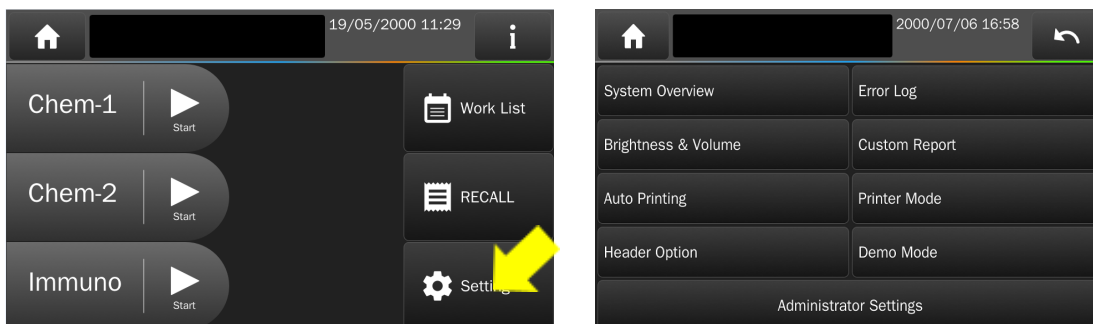 19/05/2000 11:29
i
Chem-1
Start
Work List
Chem-2
Start
RECALL
Immuno
Start
2000/07/06 16:58
System Overview
Error Log
Brightness & Volume
Custom Report
Auto Printing
Printer Mode
Header Option
Demo Mode
Administrator Settings